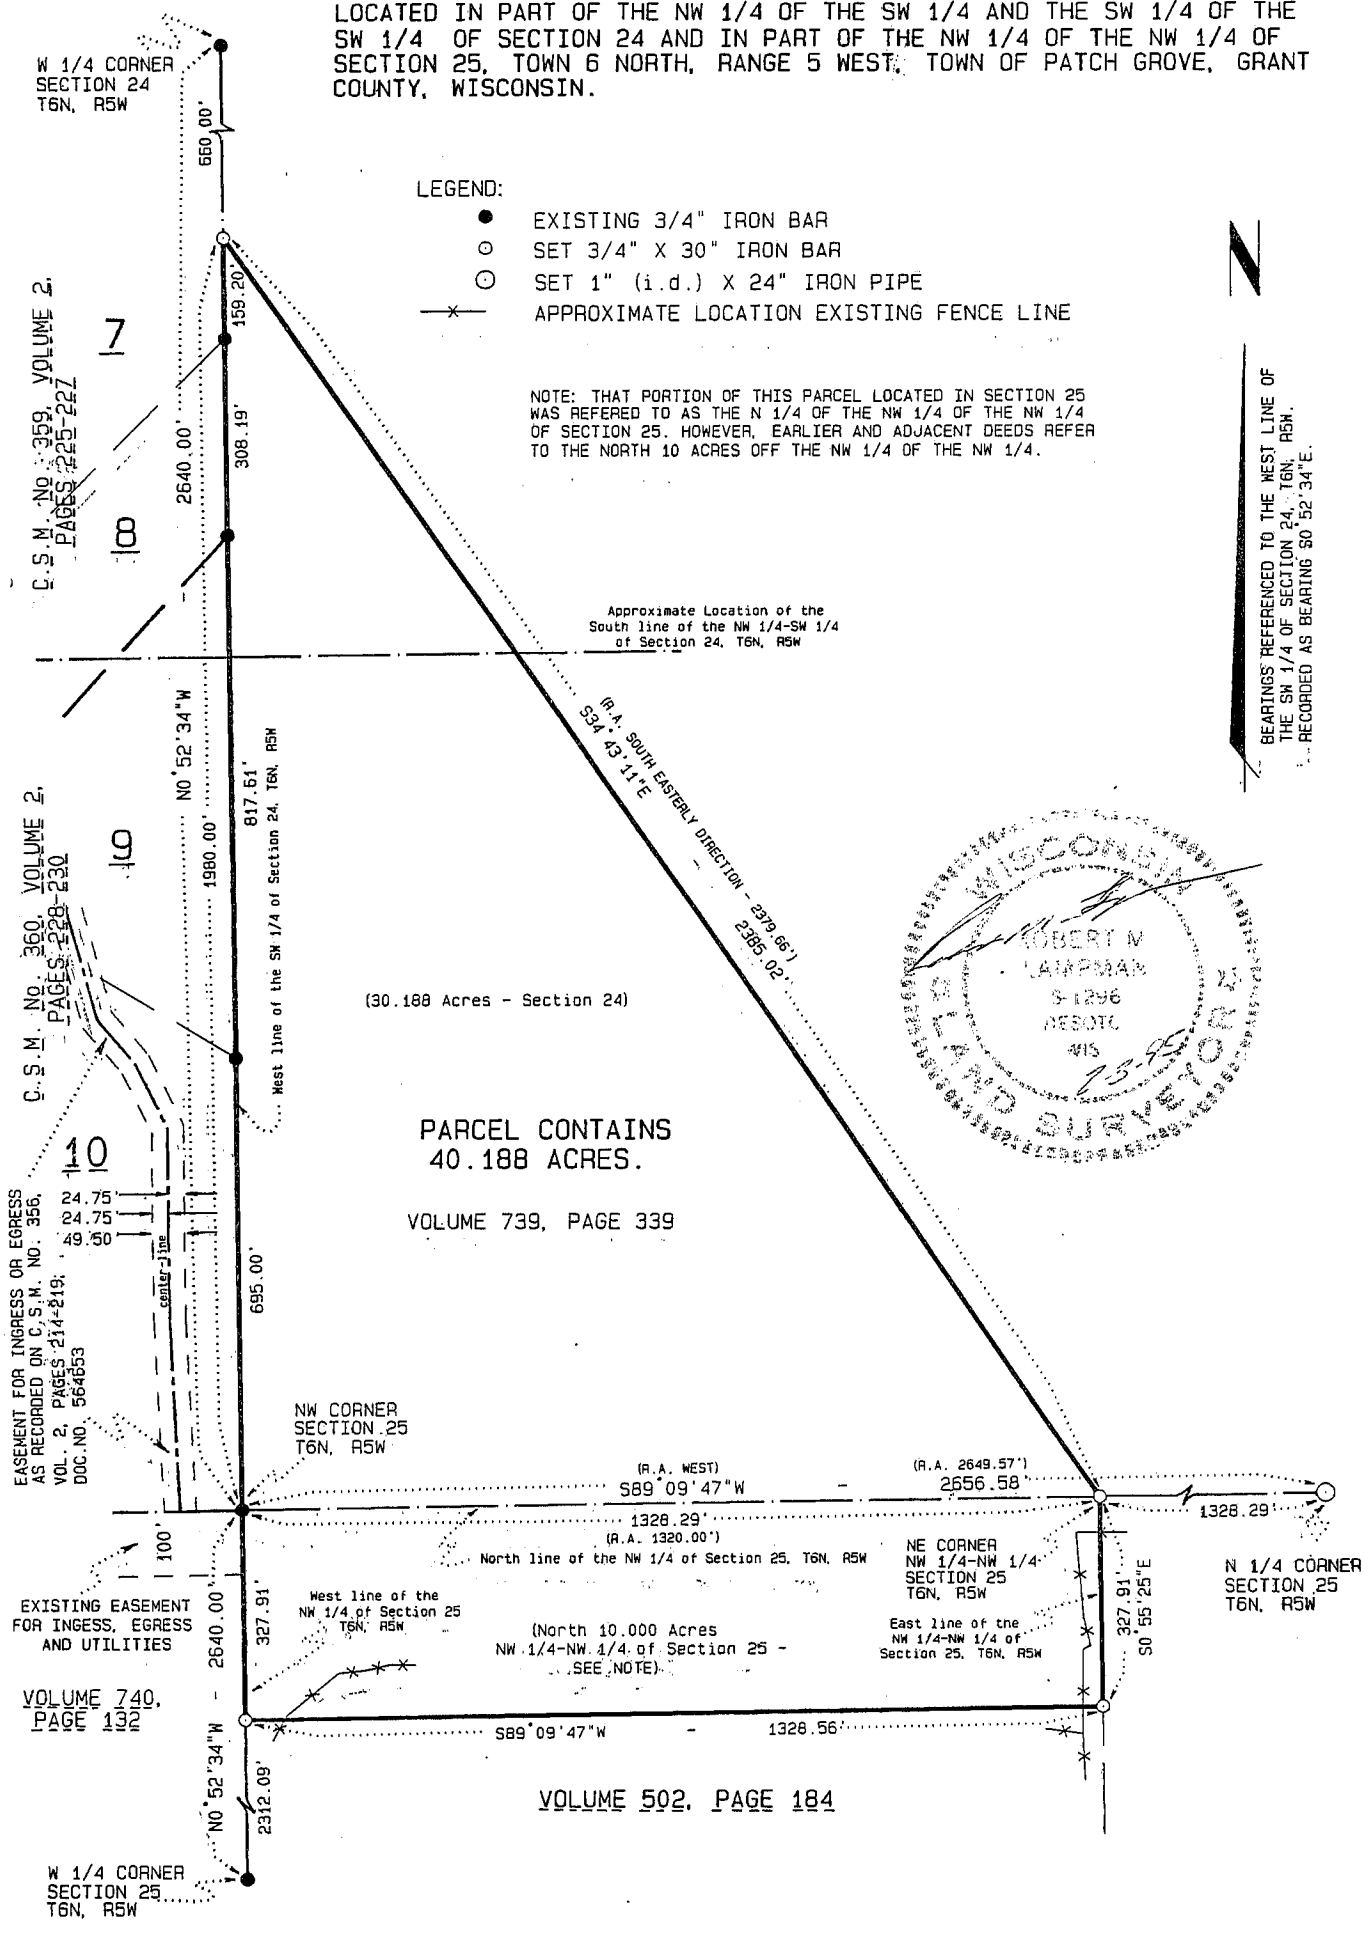 LOCATED IN PART OF THE NW 1/4 OF THE SW 1/4 AND THE SW 1/4 OF THE
SW 1/4 OF SECTION 24 AND IN PART OF THE NW 1/4 OF THE NW 1/4 OF
SECTION 25, TOWN 6 NORTH, RANGE 5 WEST, TOWN OF PATCH GROVE, GRANT
COUNTY, WISCONSIN.
W 1/4 CORNER
SECTION 24
T6N, R5W
660.00'
LEGEND:
EXISTING 3/4" IRON BAR
SET 3/4" X 30" IRON BAR
SET 1" (i.d.) X 24" IRON PIPE
APPROXIMATE LOCATION EXISTING FENCE LINE
N
BEARINGS REFERENCED TO THE WEST LINE OF
THE SW 1/4 OF SECTION 24, T6N, R5W.
RECORDED AS BEARING S0°52'34"E.
NOTE: THAT PORTION OF THIS PARCEL LOCATED IN SECTION 25
WAS REFERED TO AS THE N 1/4 OF THE NW 1/4 OF THE NW 1/4
OF SECTION 25. HOWEVER, EARLIER AND ADJACENT DEEDS REFER
TO THE NORTH 10 ACRES OFF THE NW 1/4 OF THE NW 1/4.
C.S.M. No. 359, VOLUME 2,
PAGES 225-227
7
159.20'
2640.00'
308.19'
8
Approximate Location of the
South line of the NW 1/4-SW 1/4
of Section 24, T6N, R5W
N0°52'34"W
1980.00'
817.61'
West line of the SW 1/4 of Section 24, T6N, R5W
(R.A. SOUTH EASTERLY DIRECTION - 2379.66')
S34°43'11"E - 2385.02'
9
C.S.M. No. 360, VOLUME 2,
PAGES 228-230
WISCONSIN
ROBERT M
LAMPMAN
S-1296
DESOTO
WIS
LAND SURVEYOR
(30.188 Acres - Section 24)
PARCEL CONTAINS
40.188 ACRES.
VOLUME 739, PAGE 339
10
24.75'
24.75'
49.50
center-line
695.00'
EASEMENT FOR INGRESS OR EGRESS
AS RECORDED ON C.S.M. NO. 356,
VOL. 2, PAGES 214-219;
DOC.NO. 564653
NW CORNER
SECTION 25
T6N, R5W
(R.A. WEST)
(R.A. 2649.57')
S89°09'47"W - 2656.58'
1328.29'
(R.A. 1320.00')
1328.29'
North line of the NW 1/4 of Section 25, T6N, R5W
NE CORNER
NW 1/4-NW 1/4
SECTION 25
T6N, R5W
N 1/4 CORNER
SECTION 25
T6N, R5W
100'
EXISTING EASEMENT
FOR INGESS, EGRESS
AND UTILITIES
VOLUME 740,
PAGE 132
N0°52'34"W - 2640.00'
327.91'
West line of the
NW 1/4 of Section 25
T6N, R5W
(North 10.000 Acres
NW 1/4-NW 1/4 of Section 25 -
SEE NOTE)
East line of the
NW 1/4-NW 1/4 of
Section 25, T6N, R5W
327.91'
S0°55'25"E
S89°09'47"W - 1328.56'
2312.09'
VOLUME 502, PAGE 184
W 1/4 CORNER
SECTION 25
T6N, R5W